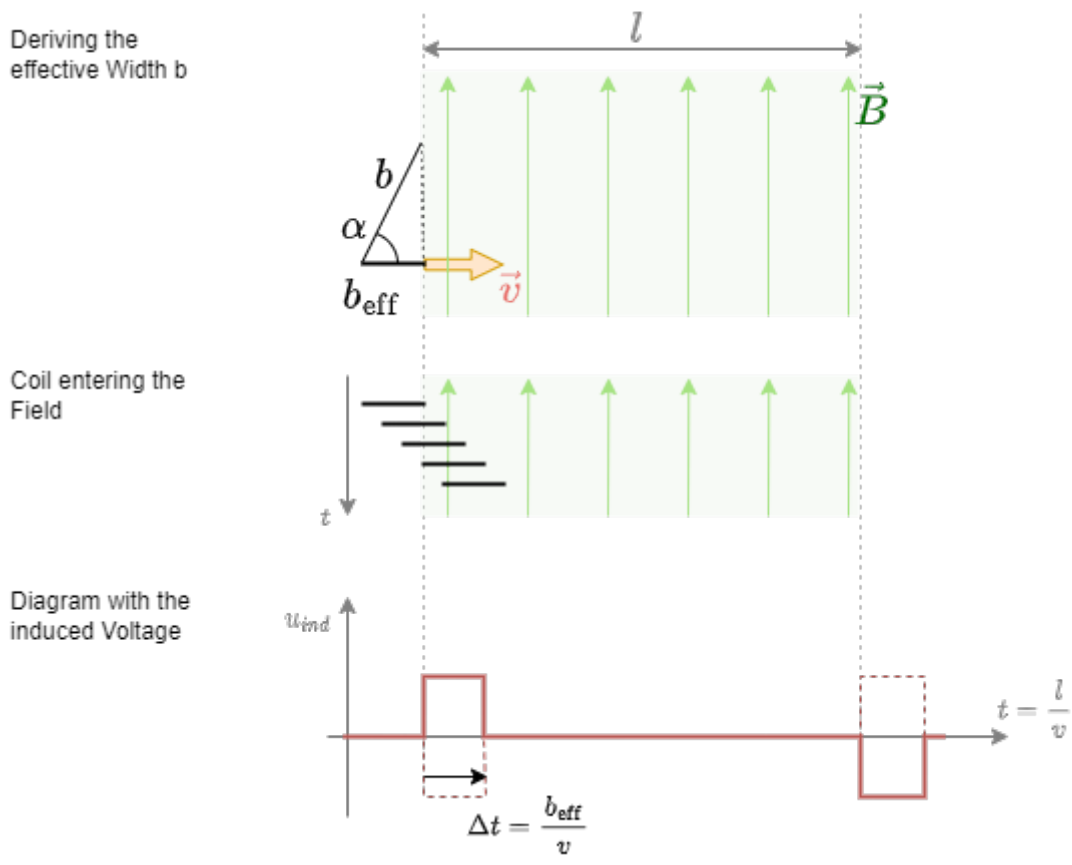 Deriving the
effective Width b
l
B⃗
b
α
b_eff
v⃗
Coil entering the
Field
t
Diagram with the
induced Voltage
u_ind
t = l/v
Δt = b_eff/v